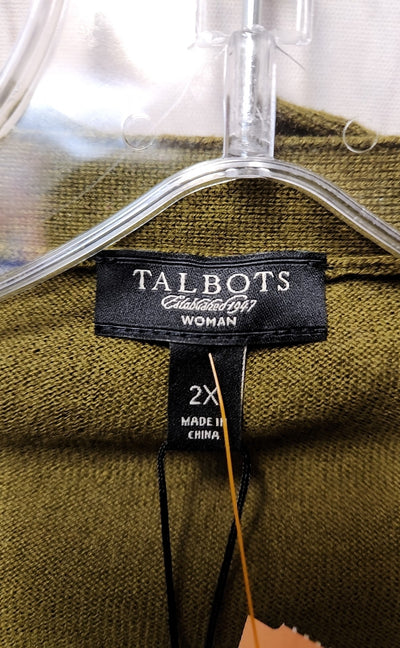 TALBOTS
Established 1947
WOMAN
2X
MADE IN
CHINA